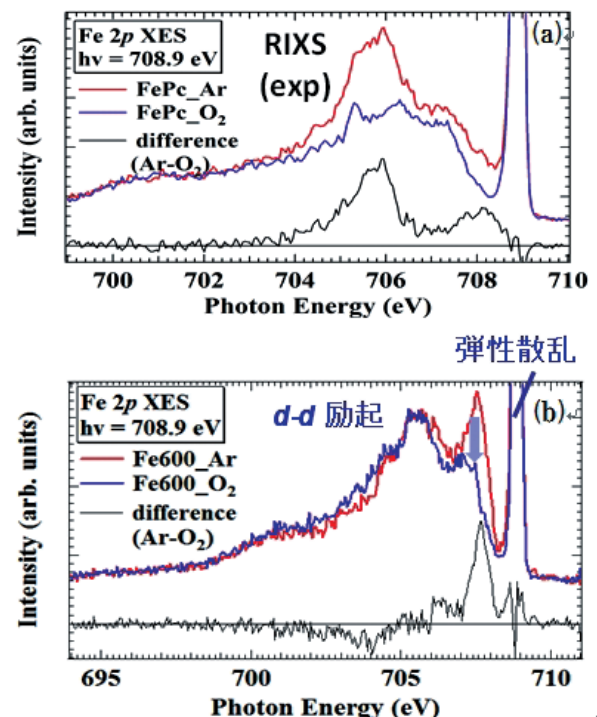 Fe 2p XES
hν = 708.9 eV
FePc_Ar
FePc_O₂
difference
(Ar-O₂)
RIXS
(exp)
(a)
Intensity (arb. units)
700 702 704 706 708 710
Photon Energy (eV)
弾性散乱
Fe 2p XES
hν = 708.9 eV
Fe600_Ar
Fe600_O₂
difference
(Ar-O₂)
d-d 励起
(b)
Intensity (arb. units)
695 700 705 710
Photon Energy (eV)